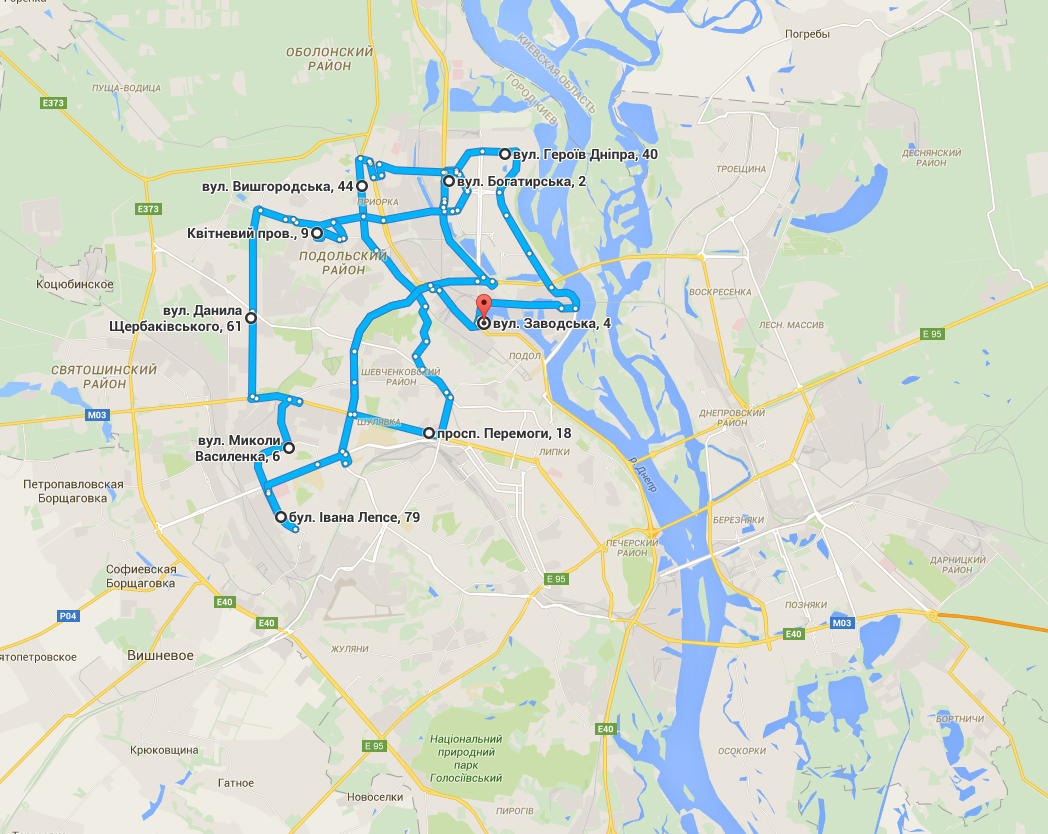 ОБОЛОНСКИЙ
РАЙОН
Погребы
КИЕВСКАЯ ОБЛАСТЬ
ГОРОД КИЕВ
ПУЩА-ВОДИЦА
E373
ДЕСНЯНСКИЙ
РАЙОН
вул. Героїв Дніпра, 40
ТРОЕЩИНА
вул. Богатирська, 2
вул. Вишгородська, 44
ПРИОРКА
E373
Квітневий пров., 9
ПОДОЛЬСКИЙ
РАЙОН
Коцюбинское
ВОСКРЕСЕНКА
вул. Данила
Щербаківського, 61
вул. Заводська, 4
ЛЕСН. МАССИВ
E 95
ПОДОЛ
СВЯТОШИНСКИЙ
РАЙОН
ШЕВЧЕНКОВСКИЙ
РАЙОН
M03
ДНЕПРОВСКИЙ
РАЙОН
ШУЛЯВКА
просп. Перемоги, 18
вул. Миколи
Василенка, 6
ЛИПКИ
р. Днепр
Петропавловская
Борщаговка
бул. Івана Лепсе, 79
БЕРЕЗНЯКИ
ПЕЧЕРСКИЙ
РАЙОН
ДАРНИЦКИЙ
РАЙОН
Софиевская
Борщаговка
E 95
E40
ПОЗНЯКИ
P04
E40
M03
E40
ЖУЛЯНИ
ятопетровское
Вишневое
БОРТНИЧИ
E40
Національний
природний
парк
Голосіївський
E 95
Крюковщина
ОСОКОРКИ
Гатное
Новоселки
ПИРОГІВ